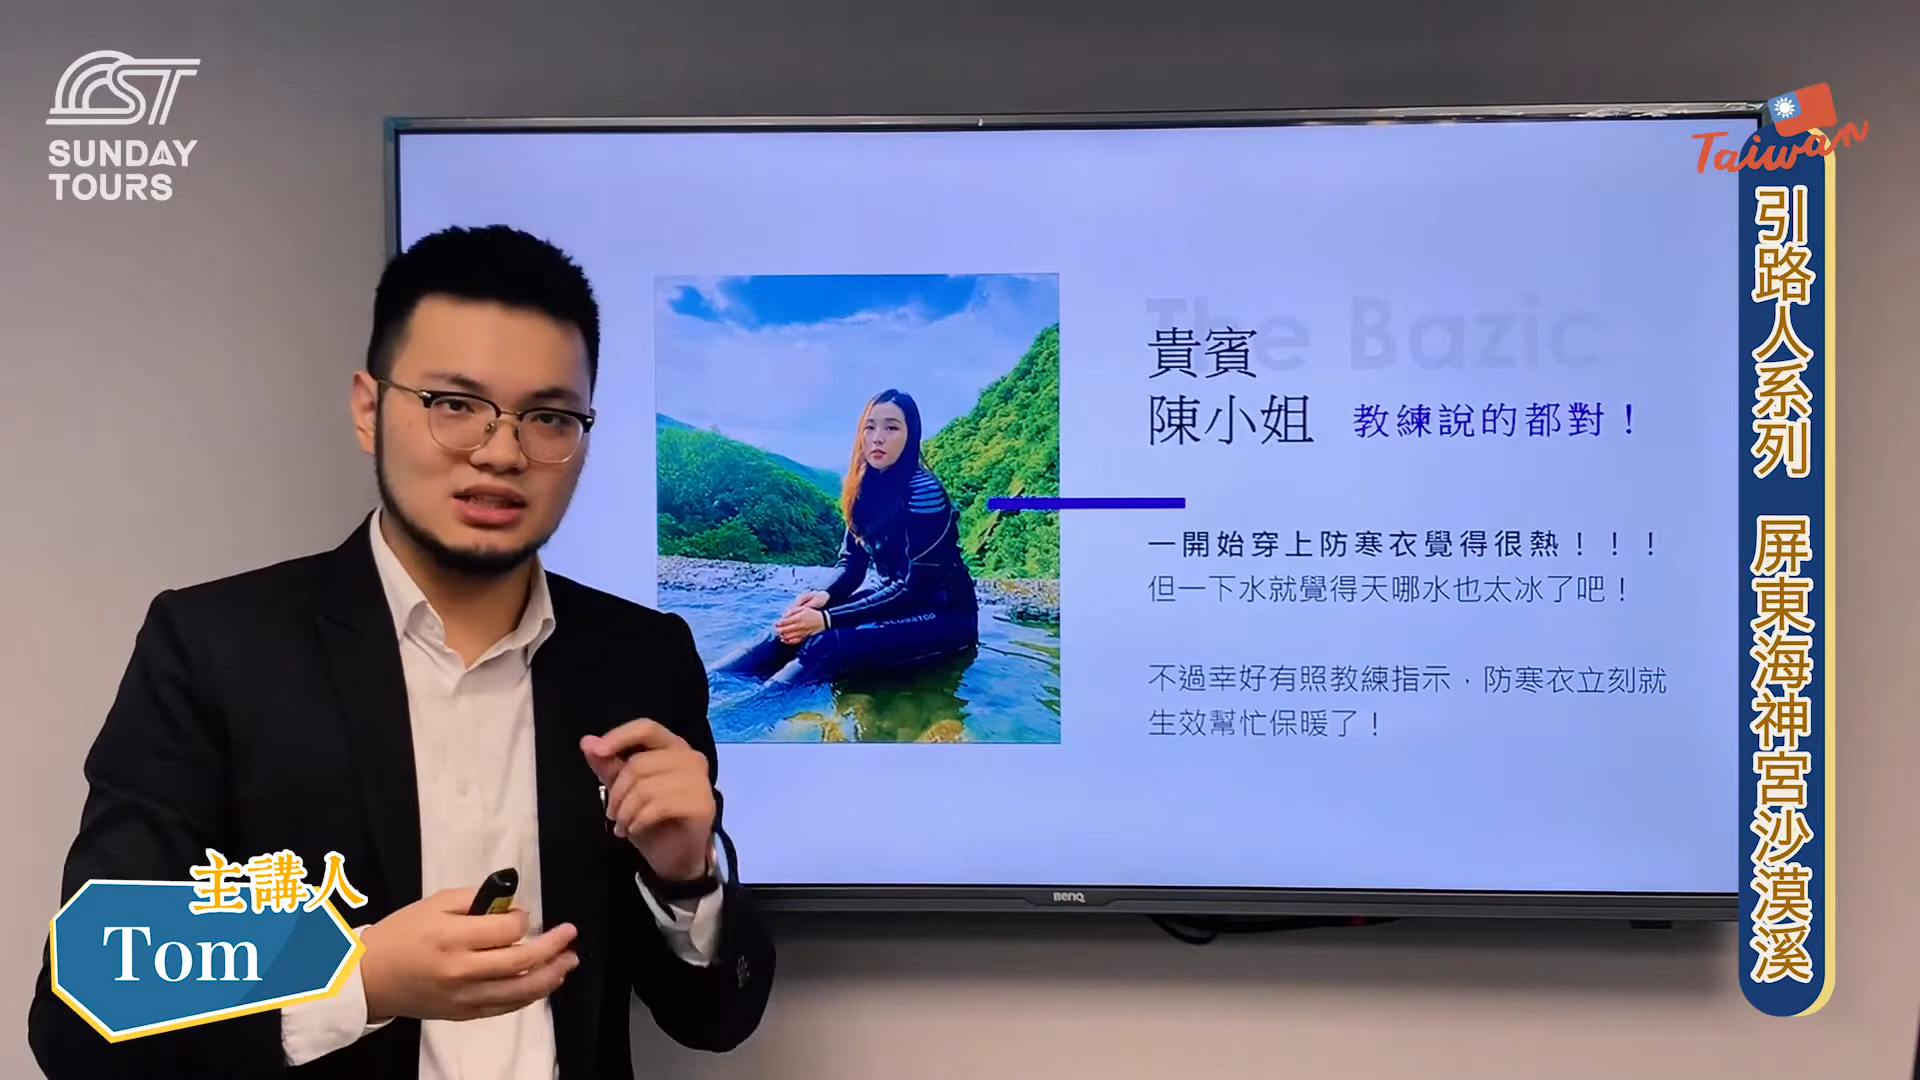 ST
SUNDAY
TOURS
Taiwan
引路人系列 屏東海神宮沙漠溪
The Bazic
貴賓
陳小姐 教練說的都對！
一開始穿上防寒衣覺得很熱！！！
但一下水就覺得天哪水也太冰了吧！
不過幸好有照教練指示，防寒衣立刻就
生效幫忙保暖了！
SCUBATOP
BenQ
主講人
Tom